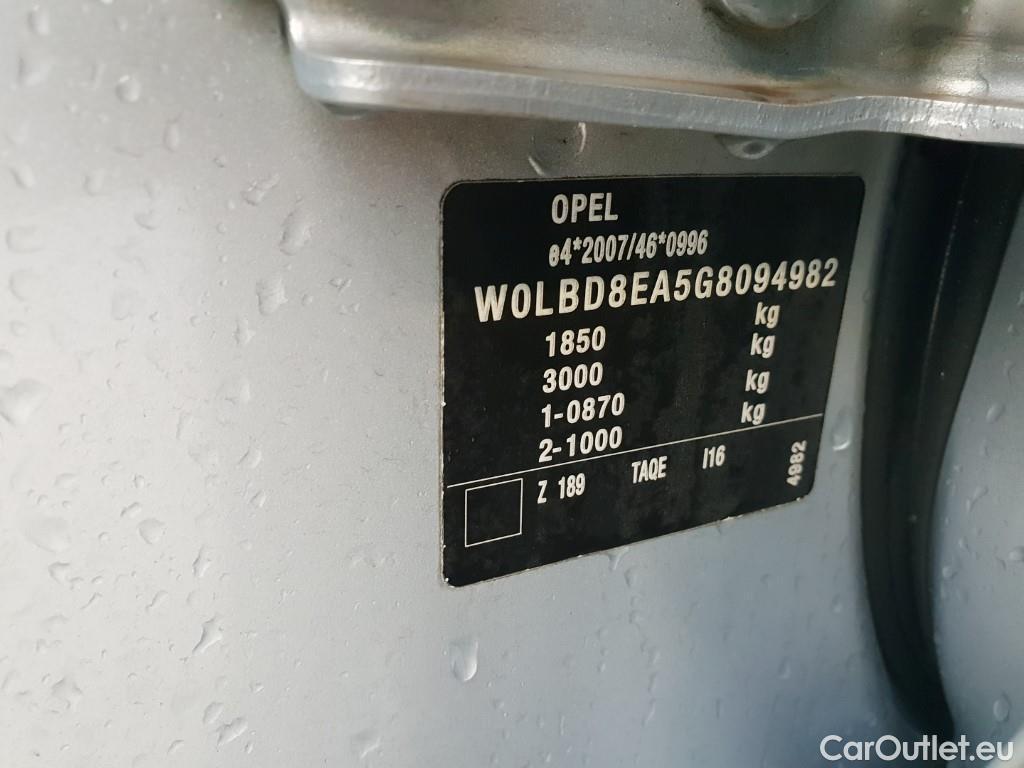 OPEL
e4*2007/46*0996
W0LBD8EA5G8094982
1850 kg
3000 kg
1-0870 kg
2-1000 kg
Z 189 TAQE I16 4982
CarOutlet.eu